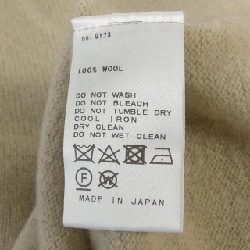 100% WOOL
DO NOT WASH
DO NOT BLEACH
DO NOT TUMBLE DRY
COOL IRON
DRY CLEAN
DO NOT WET CLEAN
F
W
MADE IN JAPAN